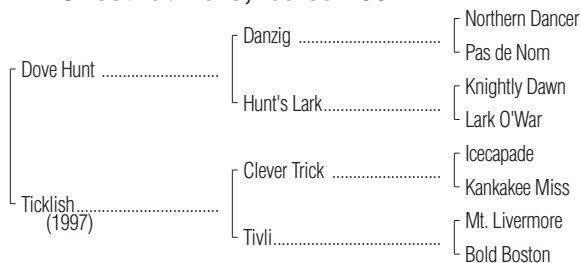 Northern Dancer
Danzig ............................
Pas de Nom
Dove Hunt ............................
Knightly Dawn
Hunt's Lark ............................
Lark O'War
Icecapade
Clever Trick ..........................
Kankakee Miss
Ticklish ..................................
(1997)
Mt. Livermore
Tivli ....................................
Bold Boston